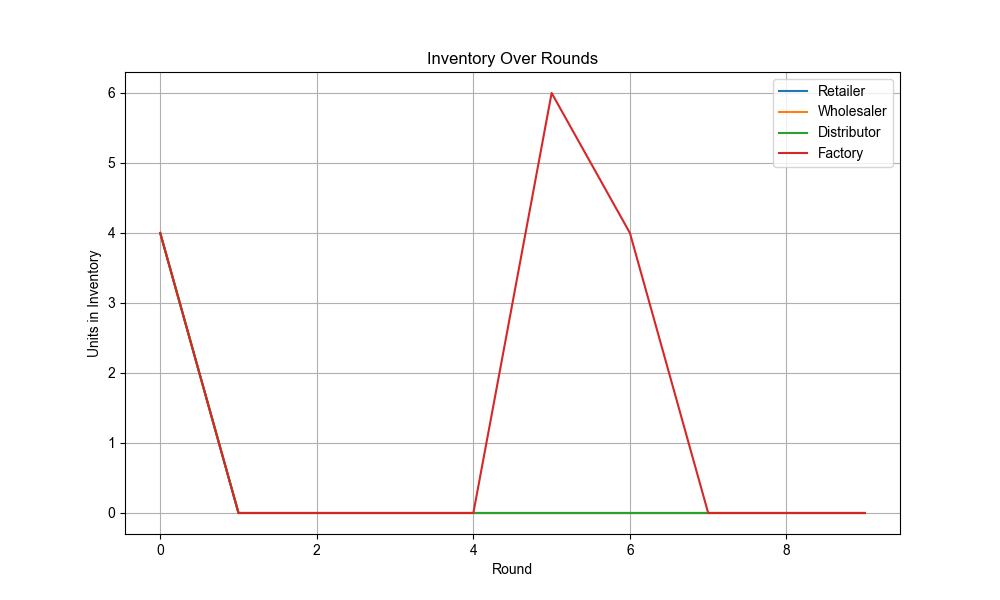 Inventory Over Rounds
Retailer
Wholesaler
Distributor
Factory
Units in Inventory
6
5
4
3
2
1
0
0 2 4 6 8
Round